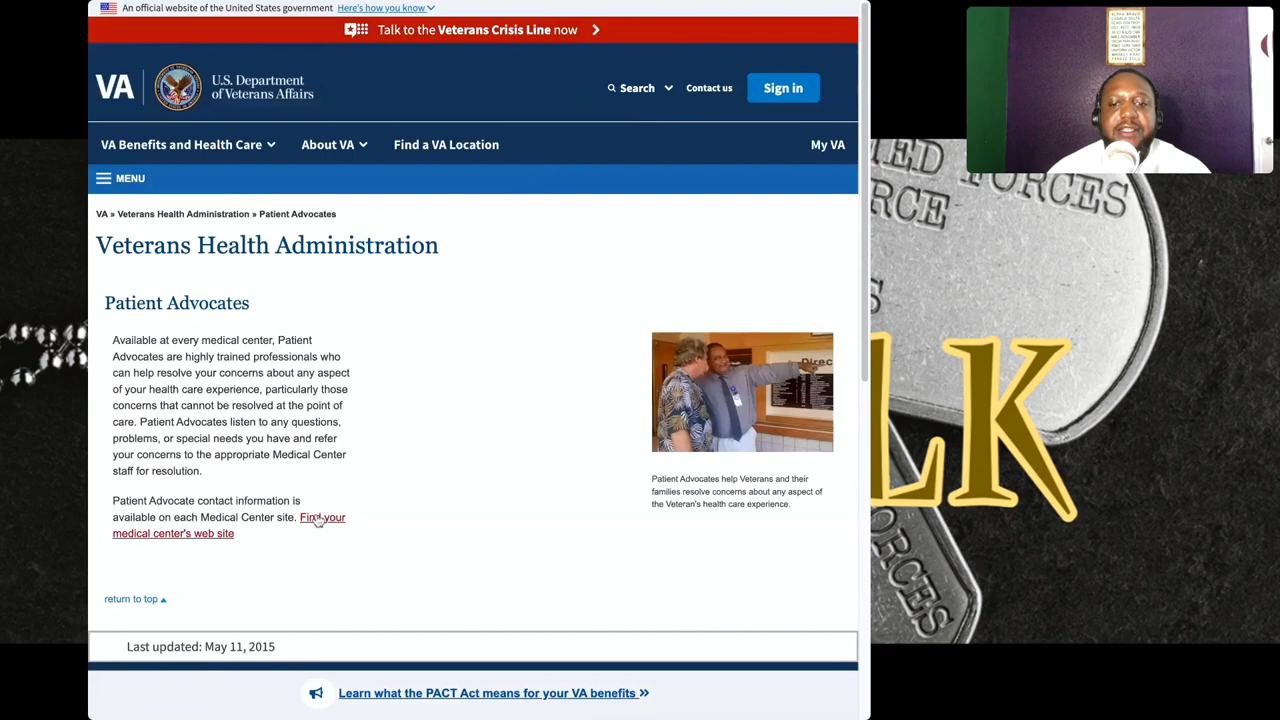 An official website of the United States government Here's how you know
Talk to the Veterans Crisis Line now
VA
U.S. Department
of Veterans Affairs
Search
Contact us
Sign in
VA Benefits and Health Care
About VA
Find a VA Location
My VA
MENU
VA » Veterans Health Administration » Patient Advocates
Veterans Health Administration
Patient Advocates
Available at every medical center, Patient
Advocates are highly trained professionals who
can help resolve your concerns about any aspect
of your health care experience, particularly those
concerns that cannot be resolved at the point of
care. Patient Advocates listen to any questions,
problems, or special needs you have and refer
your concerns to the appropriate Medical Center
staff for resolution.
Patient Advocate contact information is
available on each Medical Center site. Find your
medical center's web site
Direc
Patient Advocates help Veterans and their
families resolve concerns about any aspect of
the Veteran's health care experience.
return to top
Last updated: May 11, 2015
Learn what the PACT Act means for your VA benefits
MED FORCES
RCE
LK
FORCES